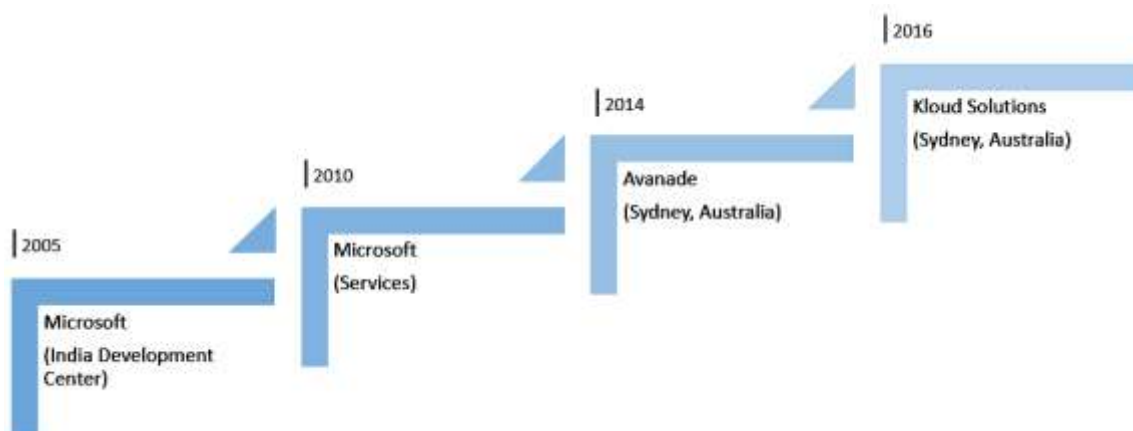 2005
Microsoft
(India Development
Center)
2010
Microsoft
(Services)
2014
Avanade
(Sydney, Australia)
2016
Kloud Solutions
(Sydney, Australia)